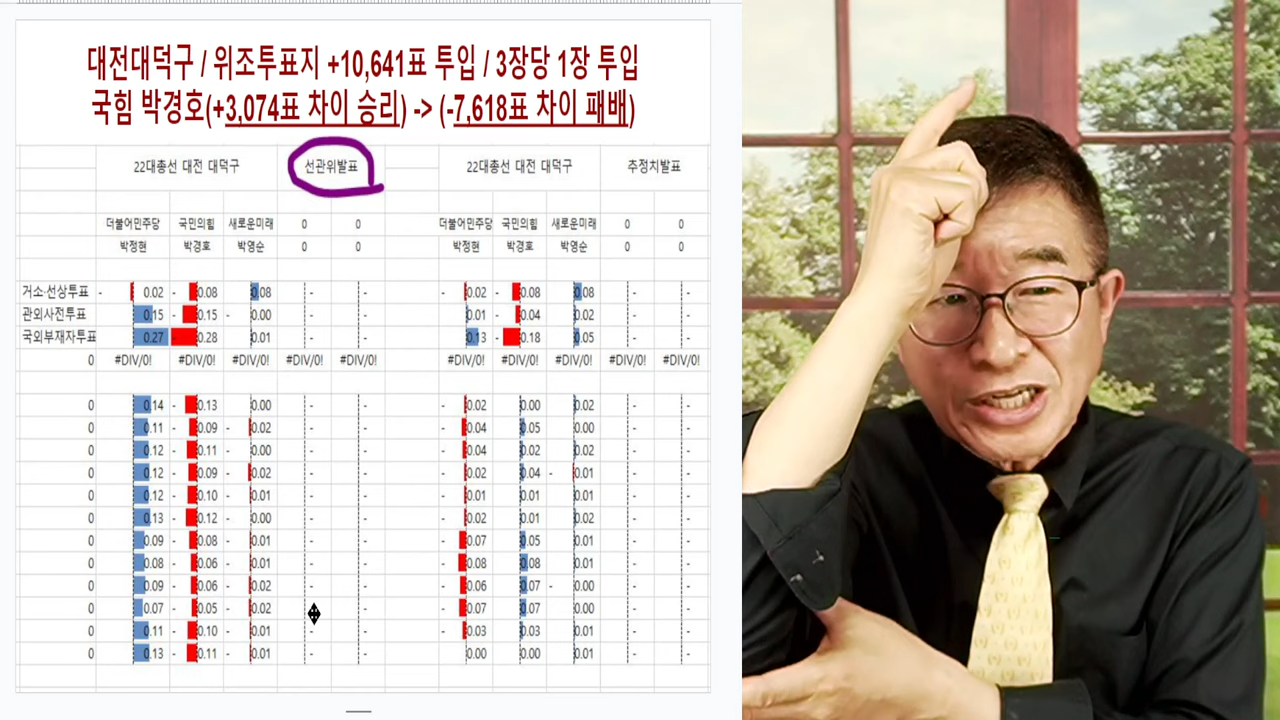 대전대덕구 / 위조투표지 +10,641표 투입 / 3장당 1장 투입
국힘 박경호(+3,074표 차이 승리) -> (-7,618표 차이 패배)
22대총선 대전 대덕구 선관위발표 22대총선 대전 대덕구 추정치발표
더불어민주당 국민의힘 새로운미래 0 0 더불어민주당 국민의힘 새로운미래 0 0
박정현 박경호 박영순 0 0 박정현 박경호 박영순 0 0
거소·선상투표 - 0.02 - 0.08 0.08 - - - 0.02 - 0.08 0.08 - -
관외사전투표 0.15 - 0.15 - 0.00 - - 0.01 - 0.04 0.02 - -
국외부재자투표 0.27 - 0.28 0.01 - - 0.13 - 0.18 0.05 - -
0 #DIV/0! #DIV/0! #DIV/0! #DIV/0! #DIV/0! #DIV/0! #DIV/0! #DIV/0! #DIV/0! #DIV/0!
0 0.14 - 0.13 0.00 - - - 0.02 0.00 0.02 - -
0 0.11 - 0.09 - 0.02 - - - 0.04 0.05 0.00 - -
0 0.12 - 0.11 - 0.00 - - - 0.04 0.02 0.02 - -
0 0.12 - 0.09 - 0.02 - - - 0.02 0.04 - 0.01 - -
0 0.12 - 0.10 - 0.01 - - - 0.01 0.01 0.01 - -
0 0.13 - 0.12 - 0.00 - - - 0.02 0.01 0.02 - -
0 0.09 - 0.08 - 0.01 - - - 0.07 0.05 0.01 - -
0 0.08 - 0.06 - 0.01 - - - 0.08 0.08 0.01 - -
0 0.09 - 0.06 - 0.02 - - - 0.06 0.07 - 0.00 - -
0 0.07 - 0.05 - 0.02 - - - 0.07 0.07 0.00 - -
0 0.11 - 0.10 - 0.01 - - - 0.03 0.03 0.01 - -
0 0.13 - 0.11 - 0.01 - - 0.00 0.00 0.01 - -